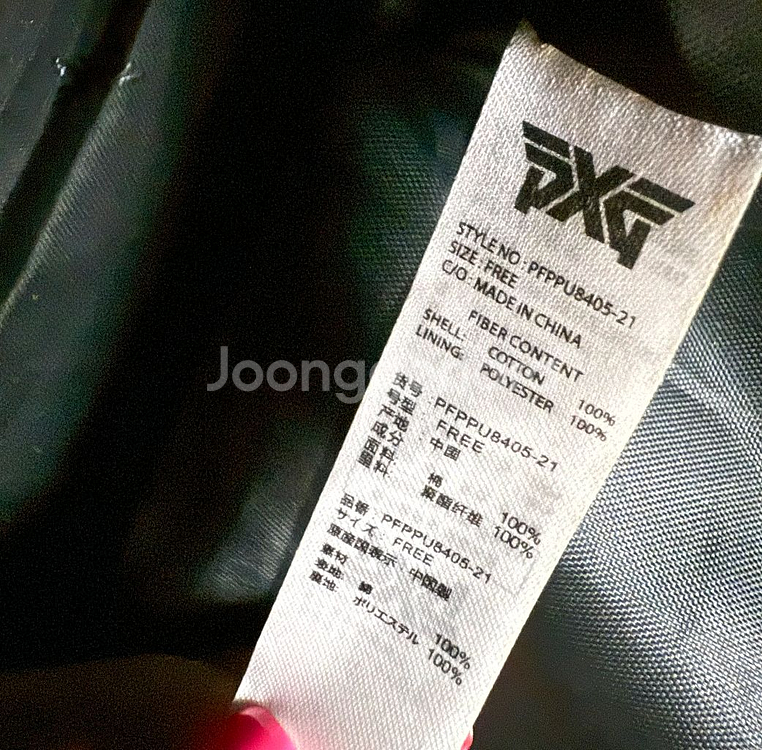 PXG
STYLE NO : PFPPU8405-21
SIZE : FREE
C/O : MADE IN CHINA
FIBER CONTENT
SHELL: COTTON 100%
LINING: POLYESTER 100%
货号 : PFPPU8405-21
号型 : FREE
产地 : 中国
成分 :
面料: 棉 100%
里料: 聚酯纤维 100%
品番 : PFPPU8405-21
サイズ : FREE
原産国表示 中国製
素材
表地: 綿 100%
裏地: ポリエステル 100%